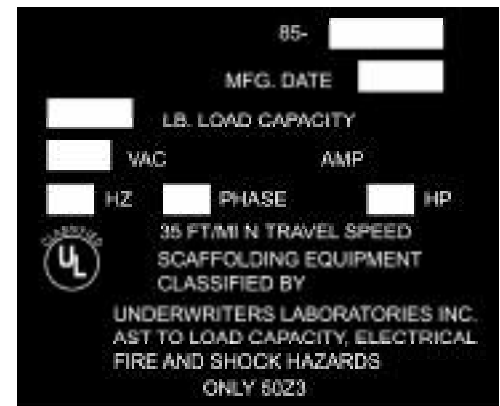 85-
MFG. DATE
LB. LOAD CAPACITY
VAC AMP
HZ PHASE HP
35 FT/MI N TRAVEL SPEED
CLASSIFIED
UL
SCAFFOLDING EQUIPMENT
CLASSIFIED BY
UNDERWRITERS LABORATORIES INC.
AST TO LOAD CAPACITY, ELECTRICAL
FIRE AND SHOCK HAZARDS
ONLY 50Z3